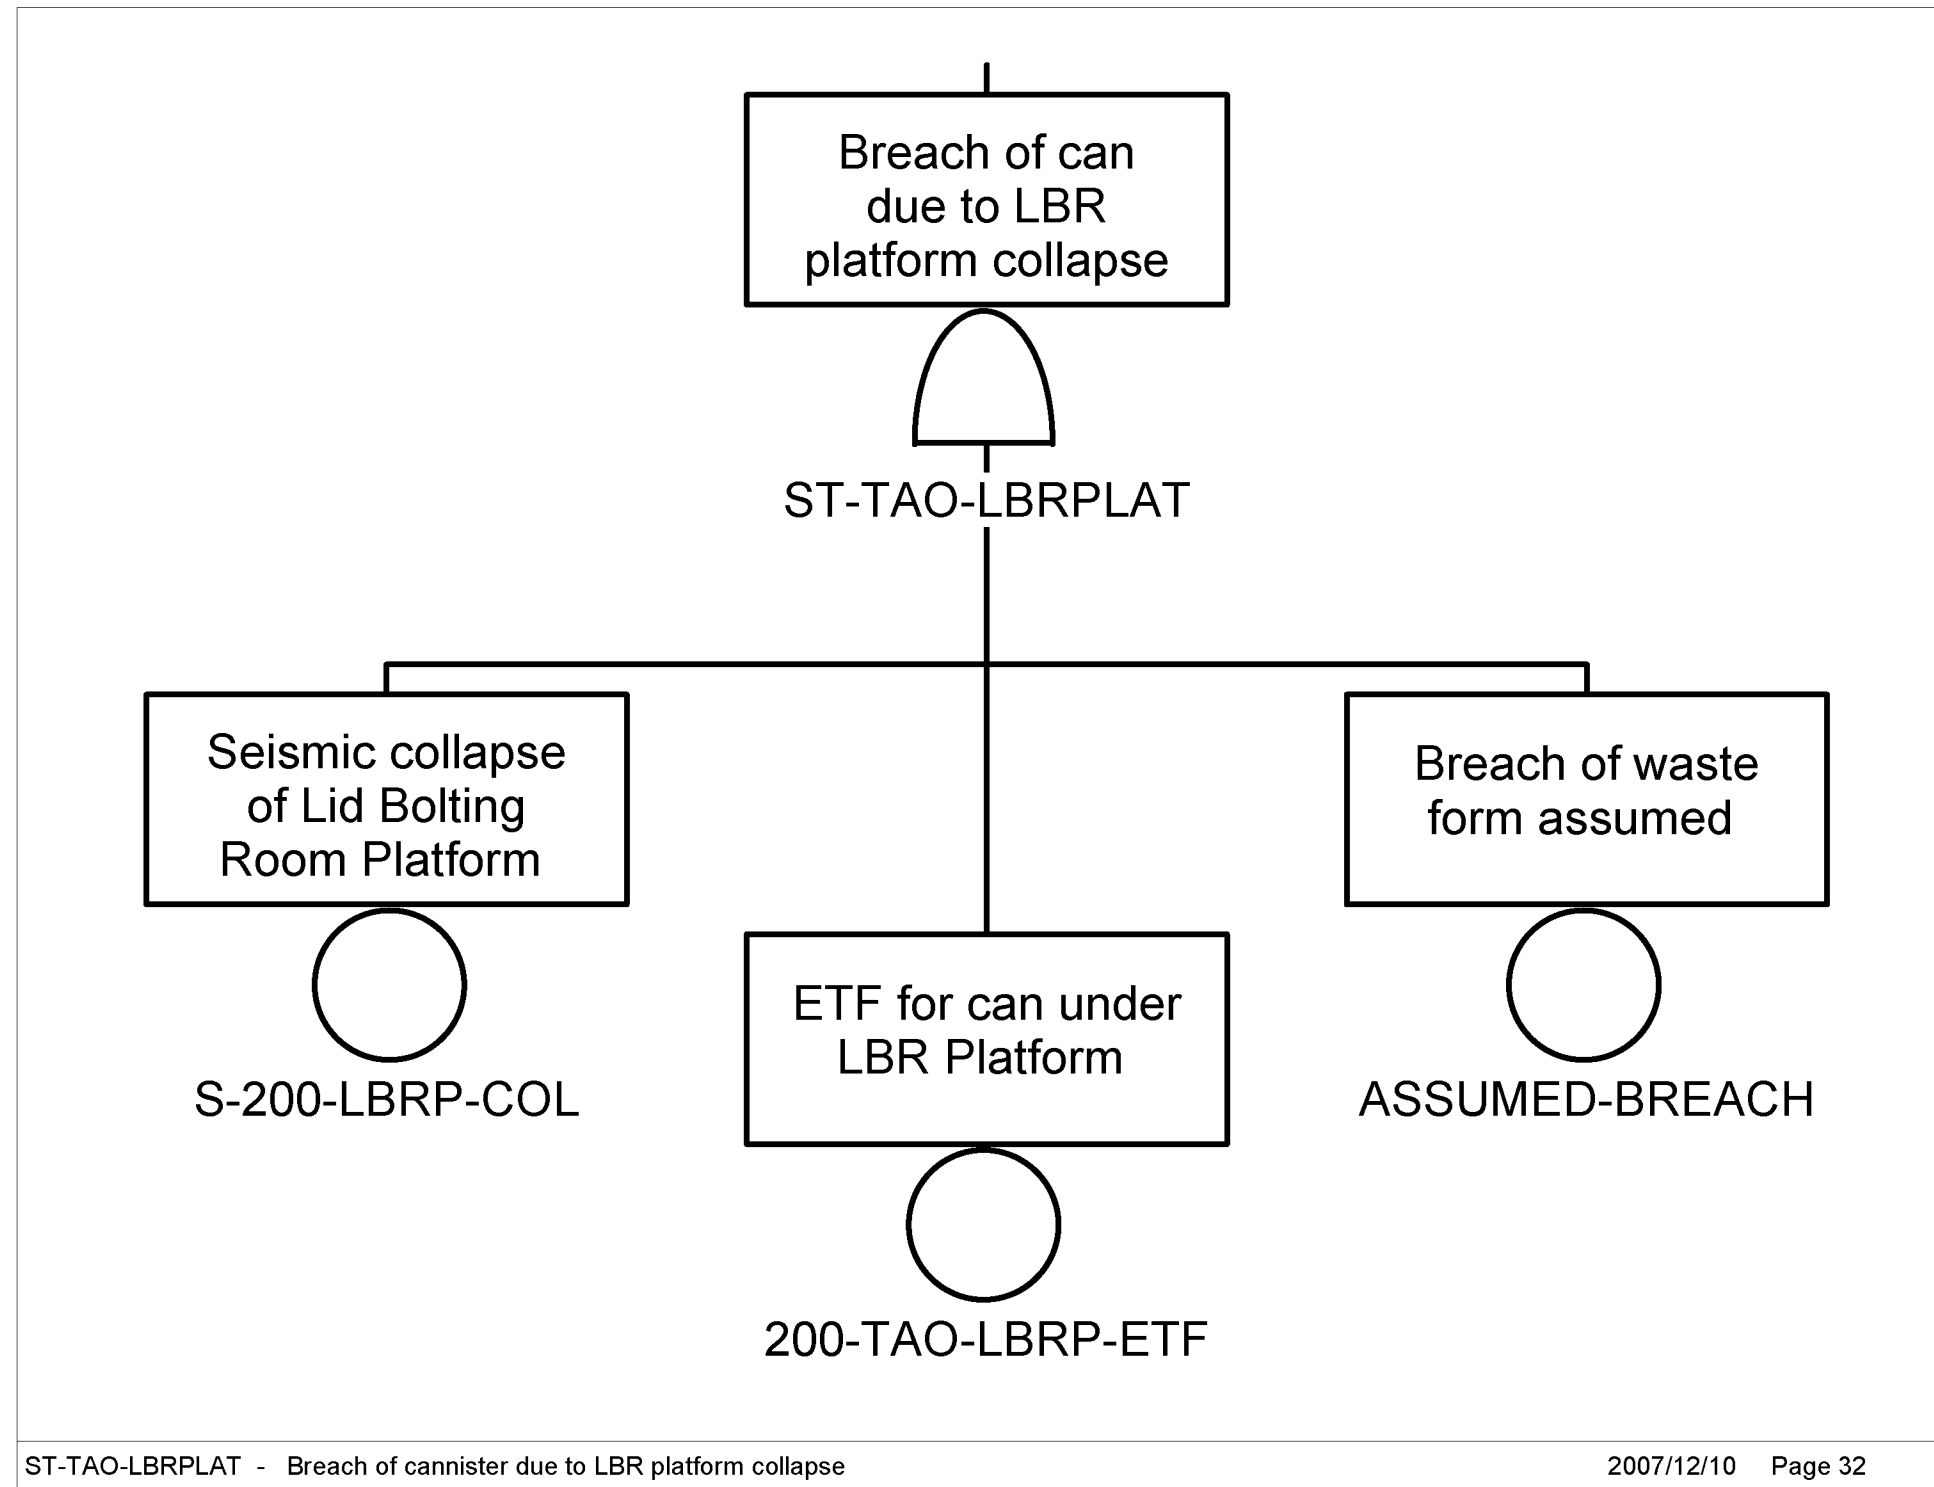 Breach of can
due to LBR
platform collapse
ST-TAO-LBRPLAT
Seismic collapse
of Lid Bolting
Room Platform
S-200-LBRP-COL
ETF for can under
LBR Platform
200-TAO-LBRP-ETF
Breach of waste
form assumed
ASSUMED-BREACH
ST-TAO-LBRPLAT - Breach of cannister due to LBR platform collapse 2007/12/10 Page 32